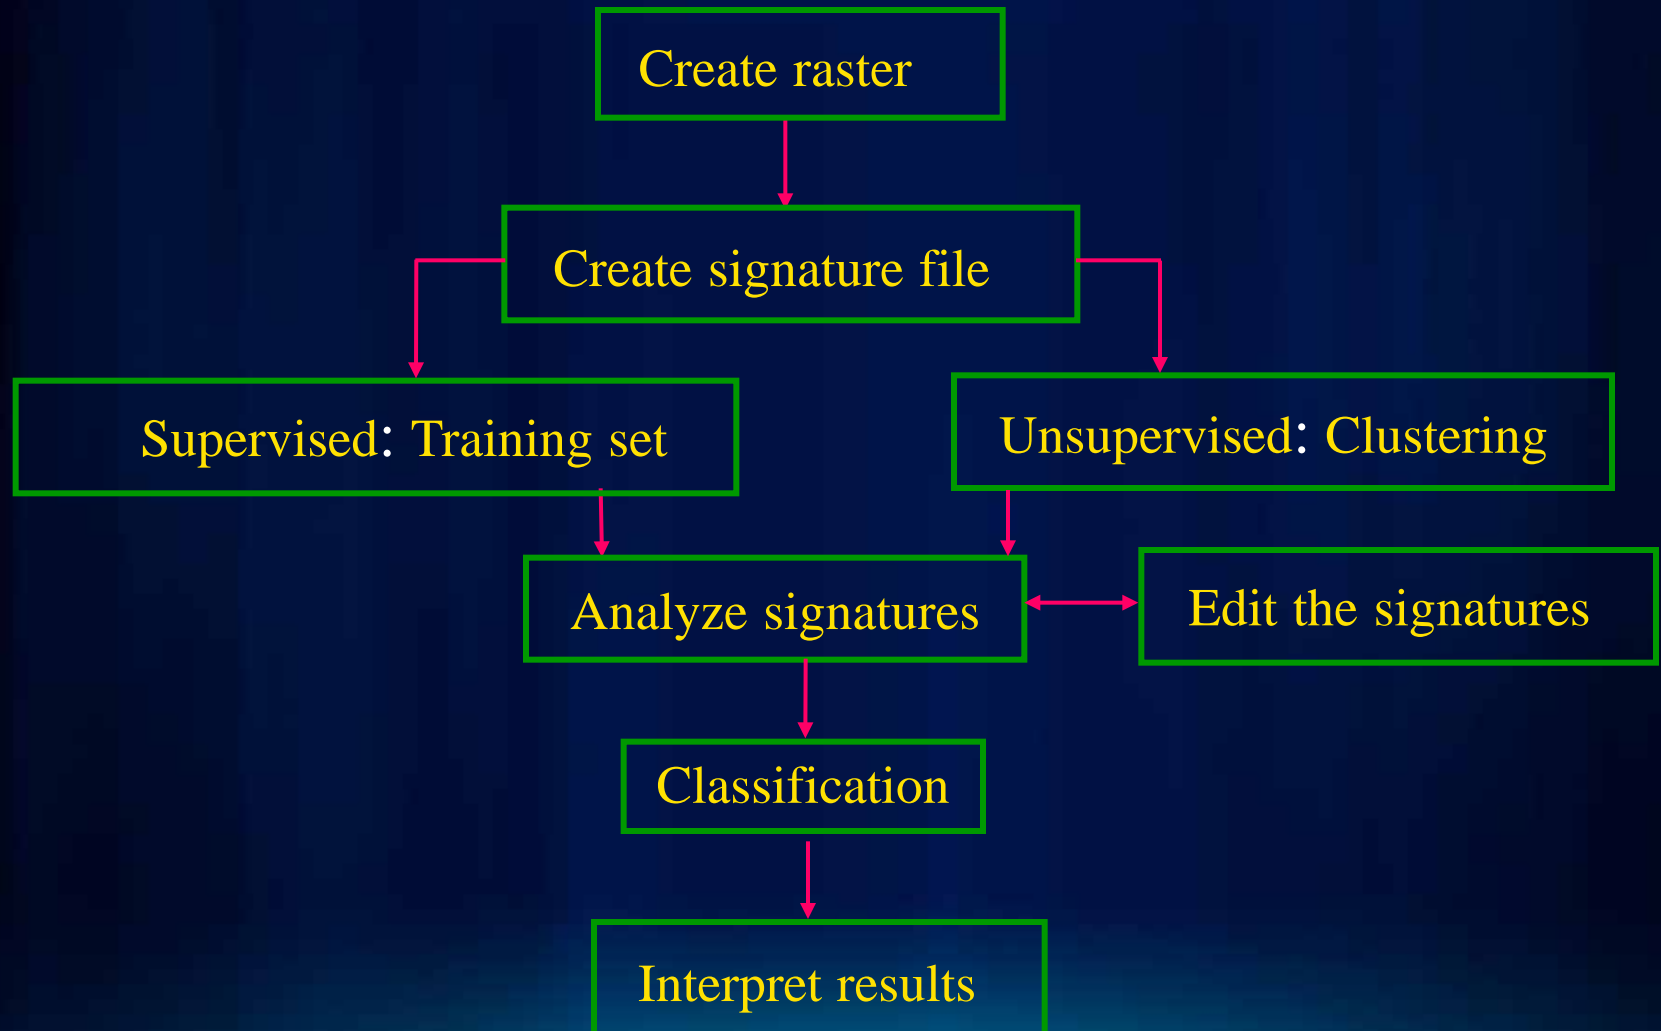 Create raster
Create signature file
Supervised: Training set
Unsupervised: Clustering
Analyze signatures
Edit the signatures
Classification
Interpret results